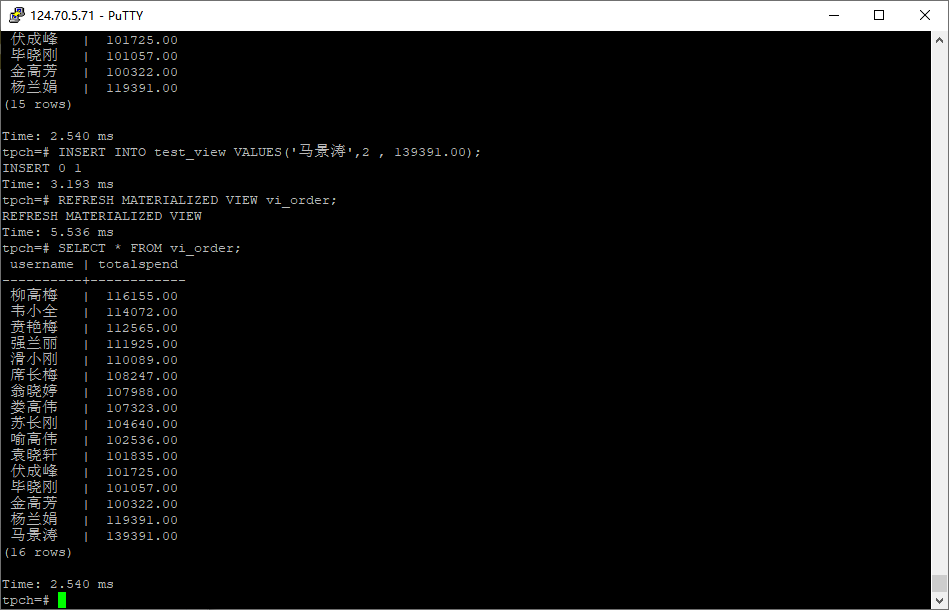 124.70.5.71 - PuTTY
伏成峰 | 101725.00
毕晓刚 | 101057.00
金高芳 | 100322.00
杨兰娟 | 119391.00
(15 rows)
Time: 2.540 ms
tpch=# INSERT INTO test_view VALUES('马景涛',2 , 139391.00);
INSERT 0 1
Time: 3.193 ms
tpch=# REFRESH MATERIALIZED VIEW vi_order;
REFRESH MATERIALIZED VIEW
Time: 5.536 ms
tpch=# SELECT * FROM vi_order;
username | totalspend
----------+------------
柳高梅 | 116155.00
韦小全 | 114072.00
贲艳梅 | 112565.00
强兰丽 | 111925.00
滑小刚 | 110089.00
席长梅 | 108247.00
翁晓婷 | 107988.00
娄高伟 | 107323.00
苏长刚 | 104640.00
喻高伟 | 102536.00
袁晓轩 | 101835.00
伏成峰 | 101725.00
毕晓刚 | 101057.00
金高芳 | 100322.00
杨兰娟 | 119391.00
马景涛 | 139391.00
(16 rows)
Time: 2.540 ms
tpch=#